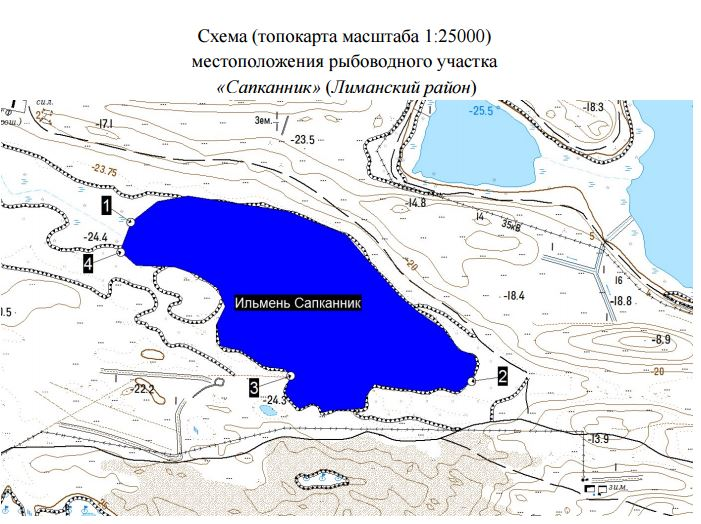 Схема (топокарта масштаба 1:25000)
местоположения рыбоводного участка
«Сапканник» (Лиманский район)
сил.
-17.1
Зем.
-23.5
-25.5
-18.3
-23.75
1
-14.8
14
35кВ
5
-24.4
4
-20
16
Ильмень Сапканник
-18.4
-18.8
-8.9
-20
2
3
-22.2
-24.3
-13.9
зим.